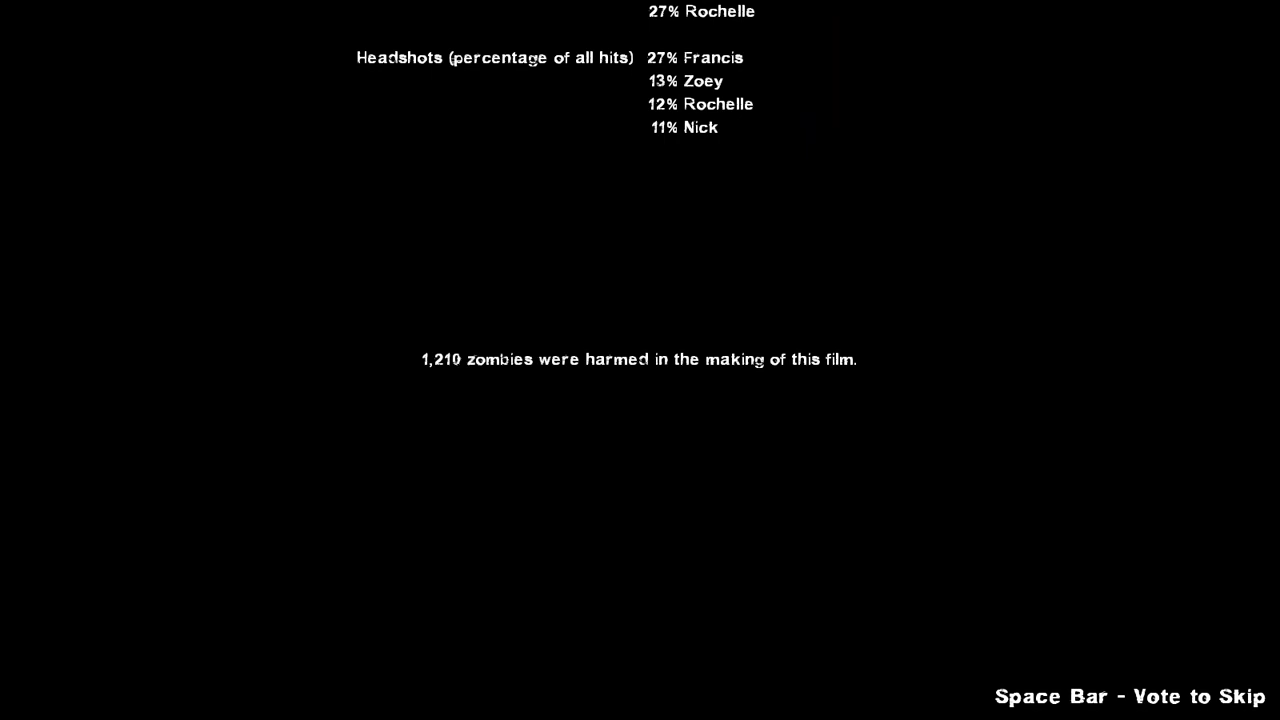 27% Rochelle
Headshots (percentage of all hits) 27% Francis
13% Zoey
12% Rochelle
11% Nick
1,210 zombies were harmed in the making of this film.
Space Bar - Vote to Skip